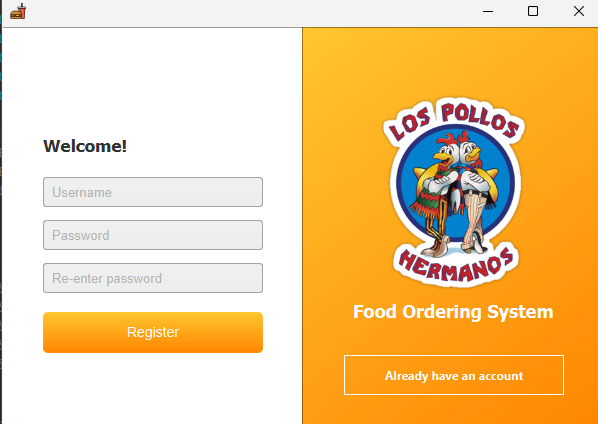 Welcome!
Username
Password
Re-enter password
Register
LOS POLLOS
HERMANOS
Food Ordering System
Already have an account